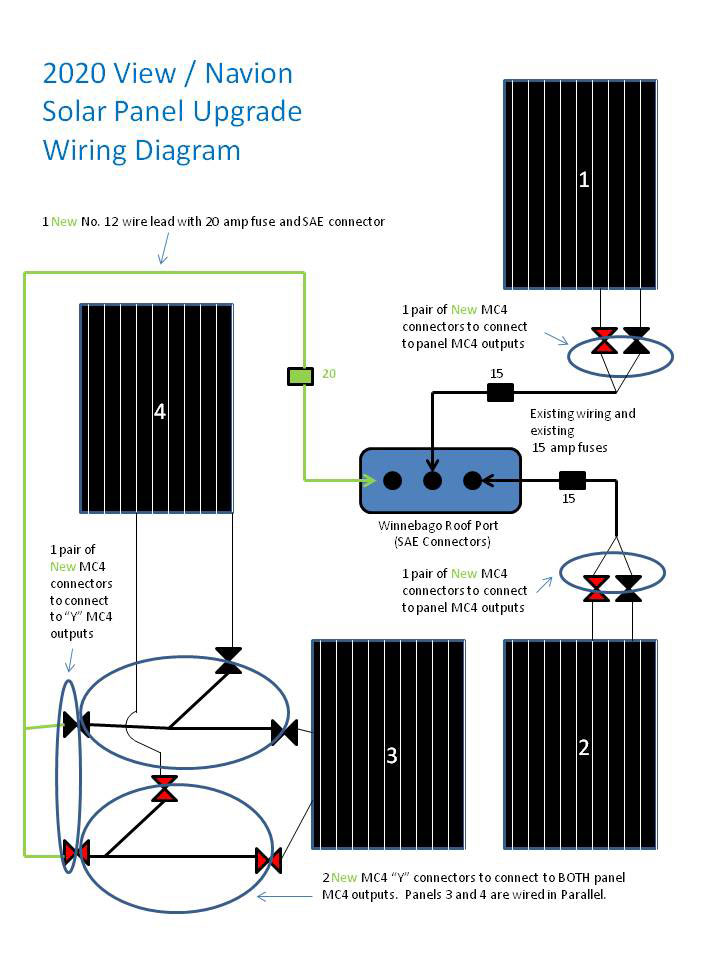 2020 View / Navion
Solar Panel Upgrade
Wiring Diagram
1 New No. 12 wire lead with 20 amp fuse and SAE connector
1
1 pair of New MC4
connectors to connect
to panel MC4 outputs
20
15
4
Existing wiring and
existing
15 amp fuses
15
Winnebago Roof Port
(SAE Connectors)
1 pair of
New MC4
connectors
to connect
to "Y" MC4
outputs
1 pair of New MC4
connectors to connect
to panel MC4 outputs
3
2
2 New MC4 "Y" connectors to connect to BOTH panel
MC4 outputs. Panels 3 and 4 are wired in Parallel.